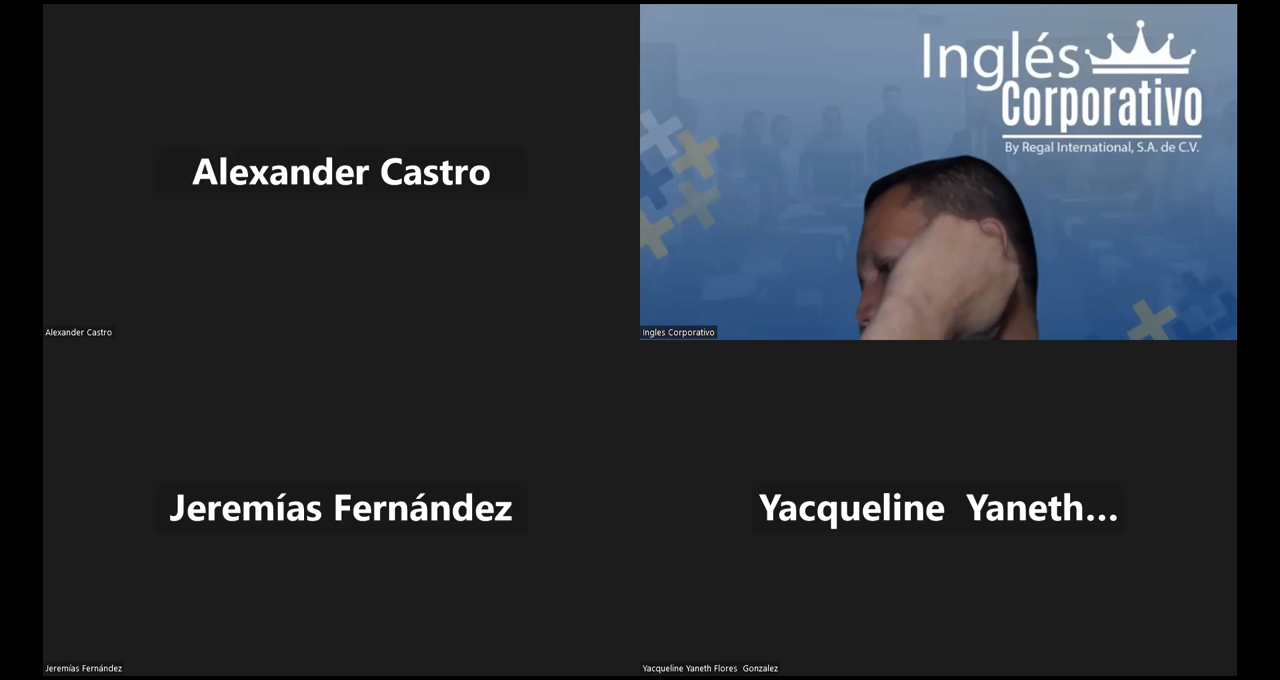 Alexander Castro
Alexander Castro
Inglés
Corporativo
By Regal International, S.A. de C.V.
Ingles Corporativo
Jeremías Fernández
Jeremías Fernández
Yacqueline Yaneth...
Yacqueline Yaneth Flores Gonzalez